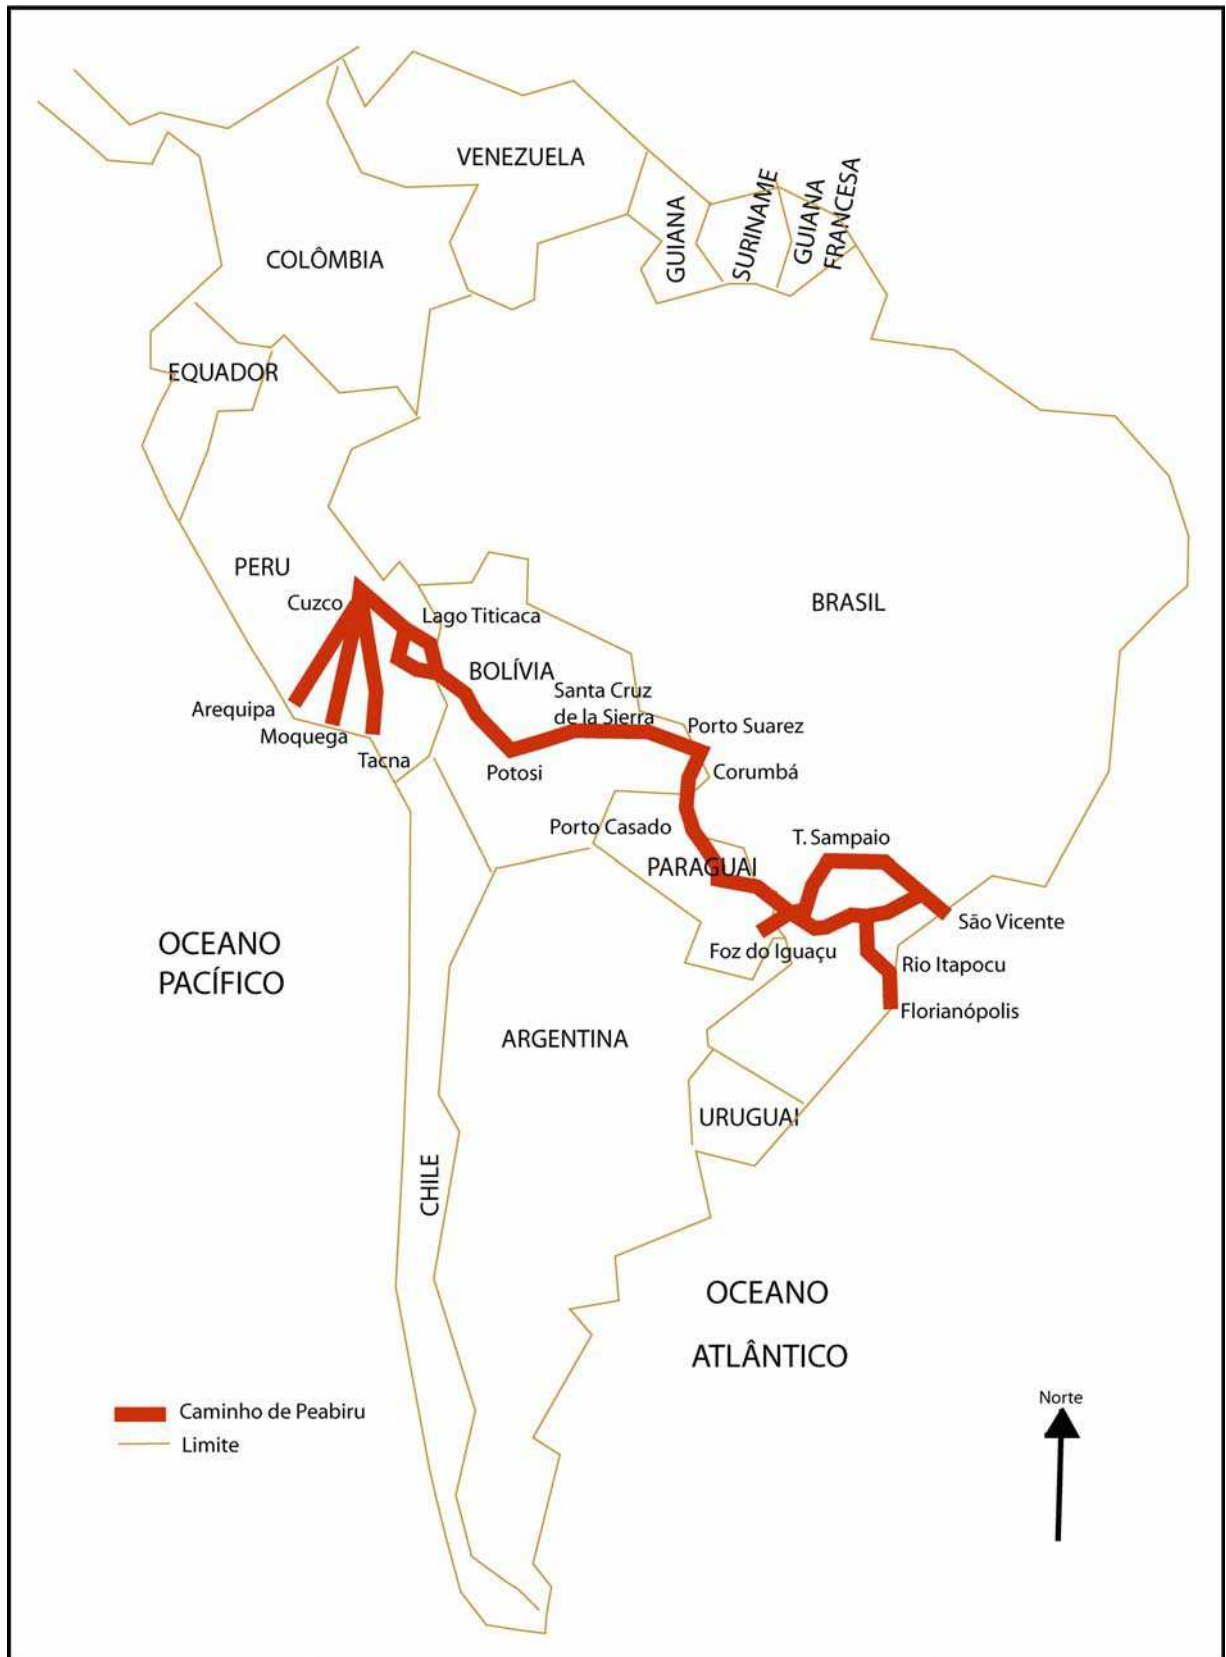 VENEZUELA
GUIANA
SURINAME
GUIANA
FRANCESA
COLÔMBIA
EQUADOR
PERU
BRASIL
Cuzco
Lago Titicaca
BOLÍVIA
Santa Cruz
de la Sierra
Arequipa
Moquega
Tacna
Potosi
Porto Suarez
Corumbá
Porto Casado
T. Sampaio
PARAGUAI
São Vicente
Foz do Iguaçu
Rio Itapocu
Florianópolis
OCEANO
PACÍFICO
ARGENTINA
URUGUAI
CHILE
OCEANO
ATLÂNTICO
Caminho de Peabiru
Limite
Norte